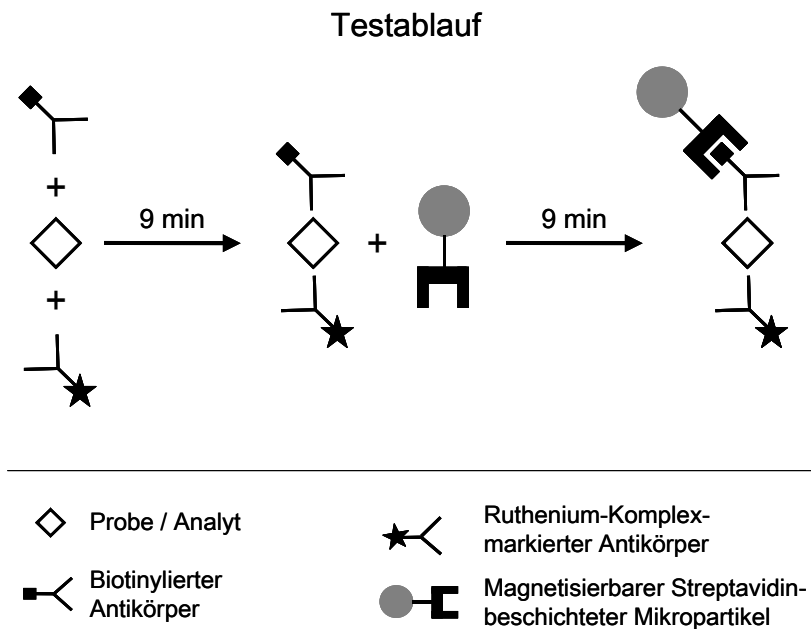 Testablauf
+
9 min
+
9 min
+
Probe / Analyt
Biotinylierter
Antikörper
Ruthenium-Komplex-
markierter Antikörper
Magnetisierbarer Streptavidin-
beschichteter Mikropartikel